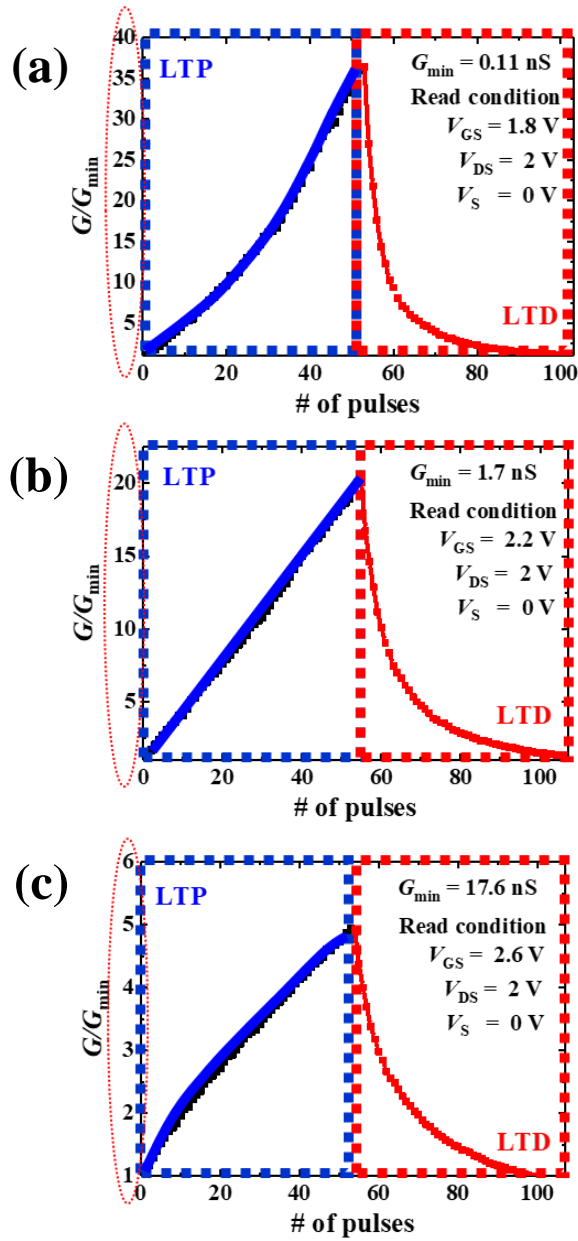 (a)
G/Gmin
40
35
30
25
20
15
10
5
LTP
Gmin = 0.11 nS
Read condition
VGS = 1.8 V
VDS = 2 V
VS = 0 V
LTD
0 20 40 60 80 100
# of pulses
(b)
G/Gmin
20
15
10
5
LTP
Gmin = 1.7 nS
Read condition
VGS = 2.2 V
VDS = 2 V
VS = 0 V
LTD
0 20 40 60 80 100
# of pulses
(c)
G/Gmin
6
5
4
3
2
1
LTP
Gmin = 17.6 nS
Read condition
VGS = 2.6 V
VDS = 2 V
VS = 0 V
LTD
0 20 40 60 80 100
# of pulses